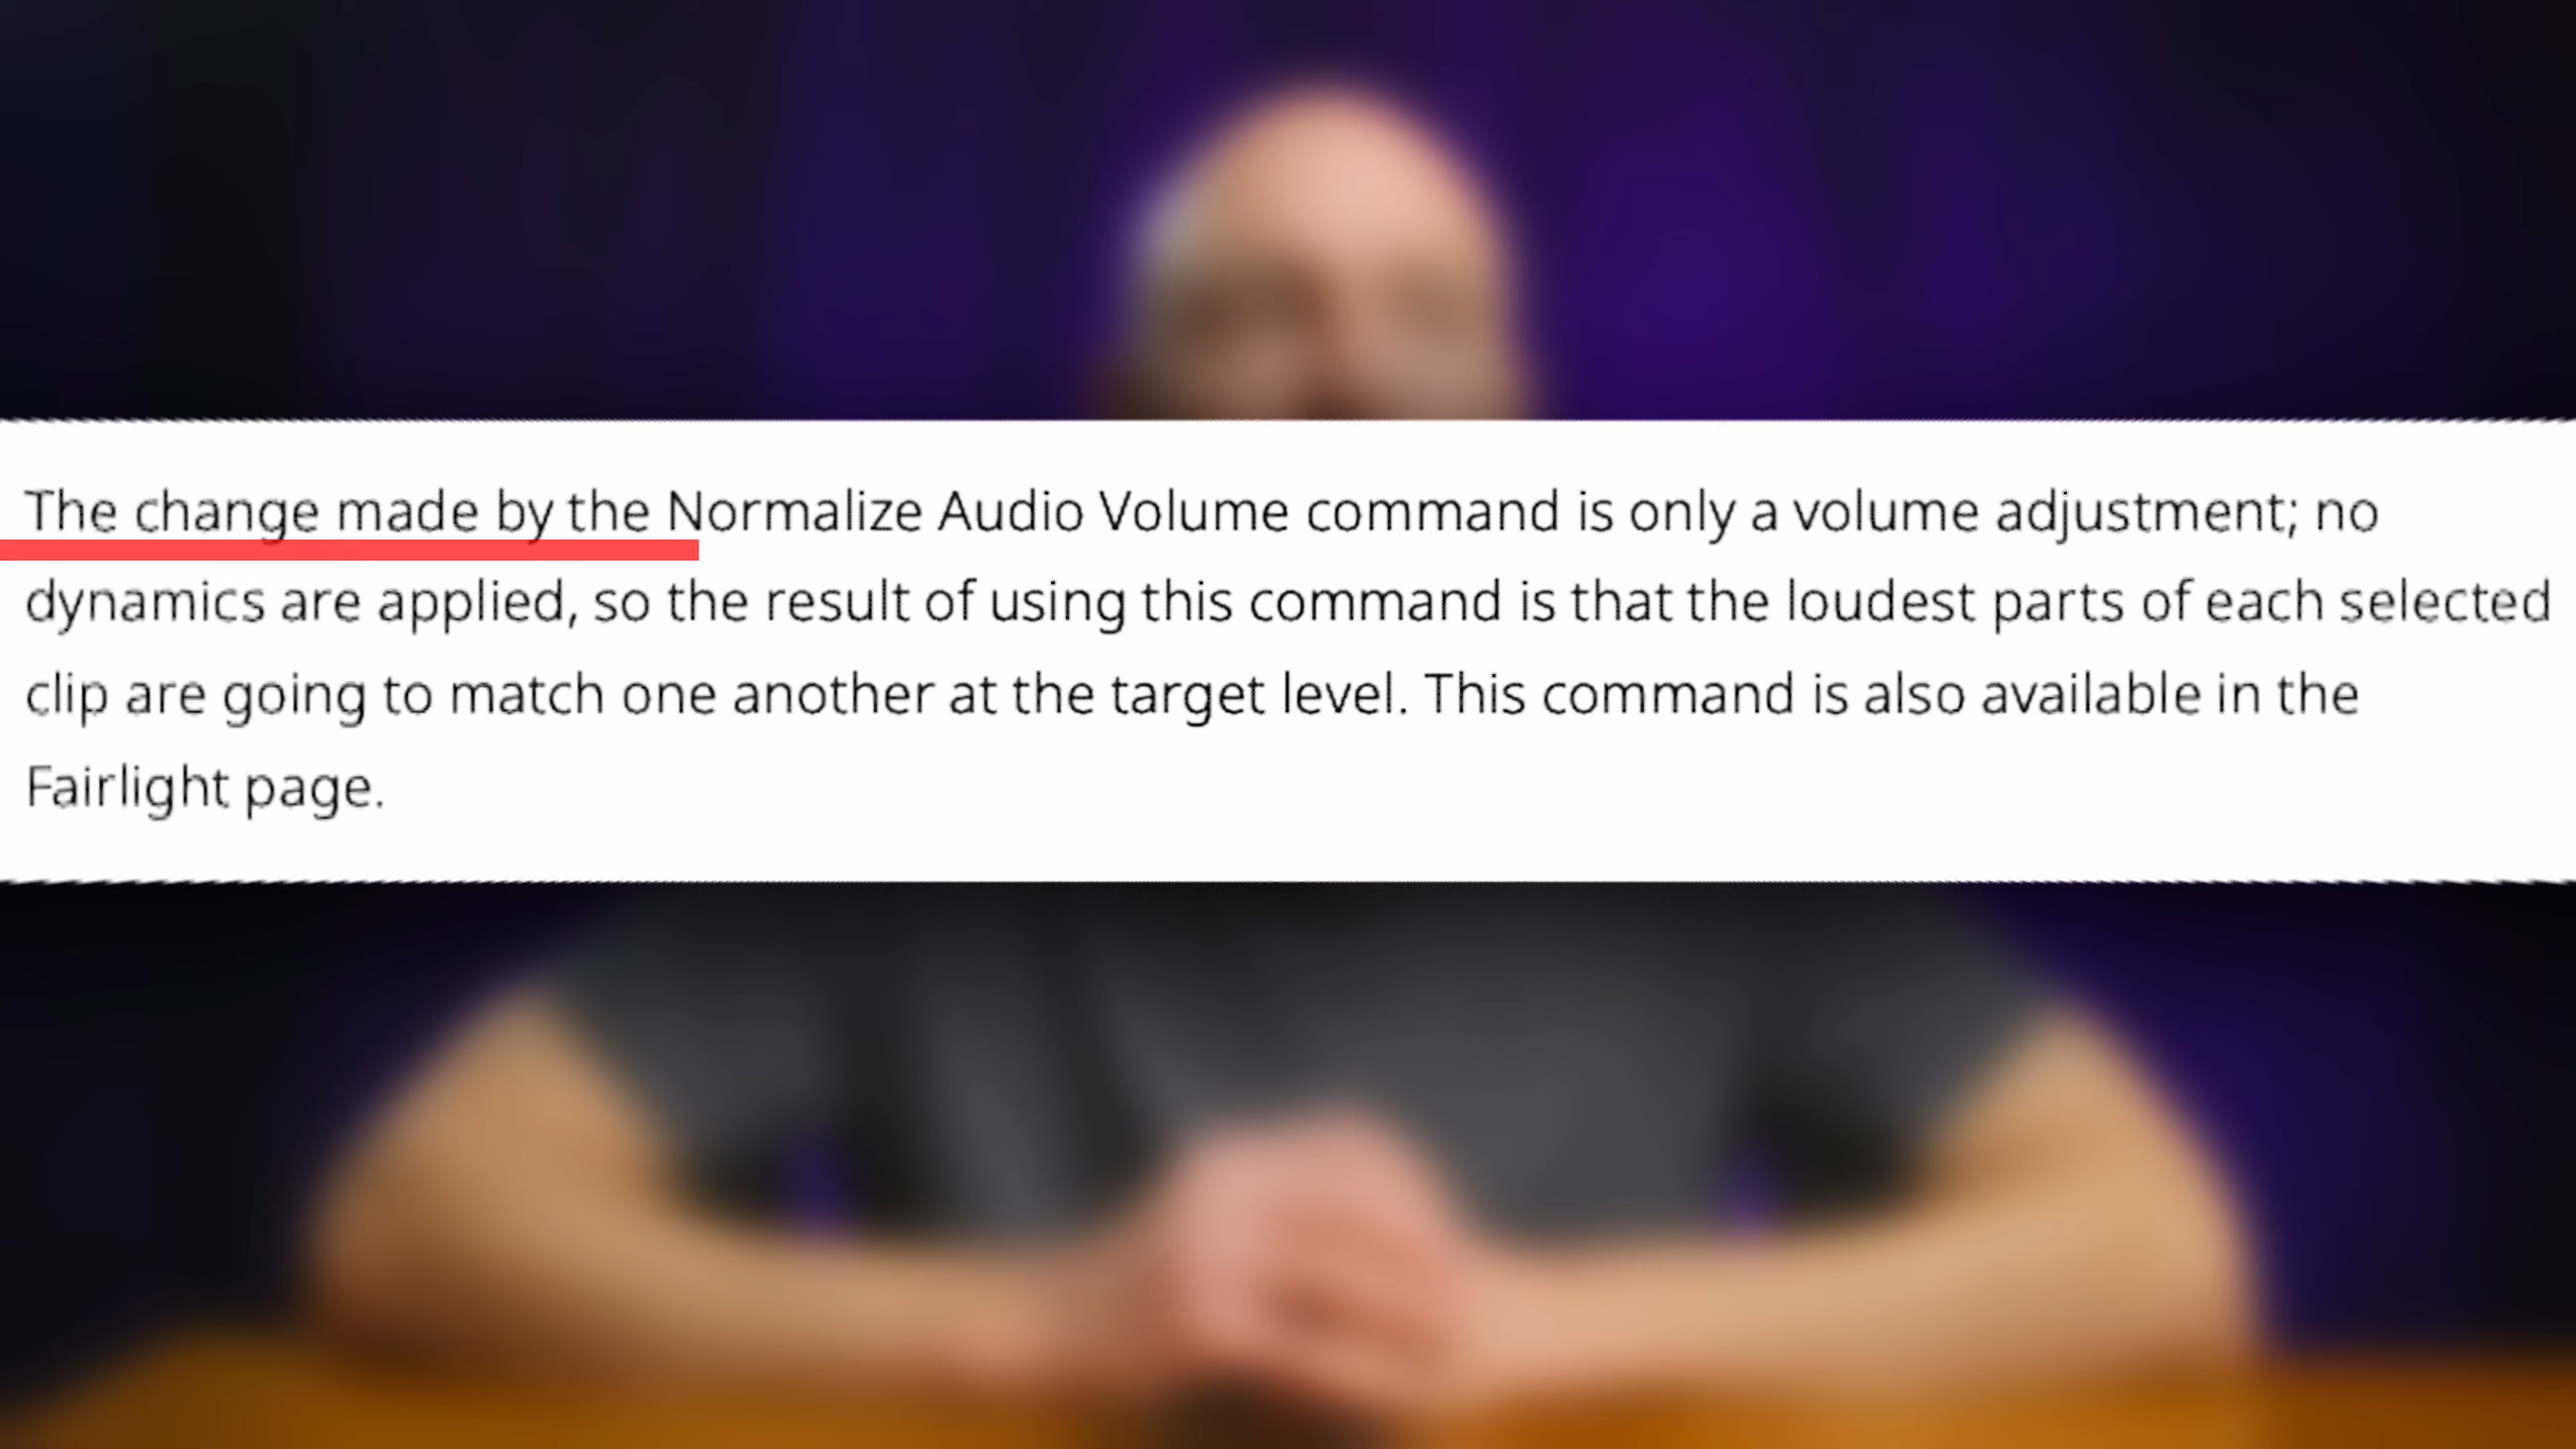 The change made by the Normalize Audio Volume command is only a volume adjustment; no
dynamics are applied, so the result of using this command is that the loudest parts of each selected
clip are going to match one another at the target level. This command is also available in the
Fairlight page.